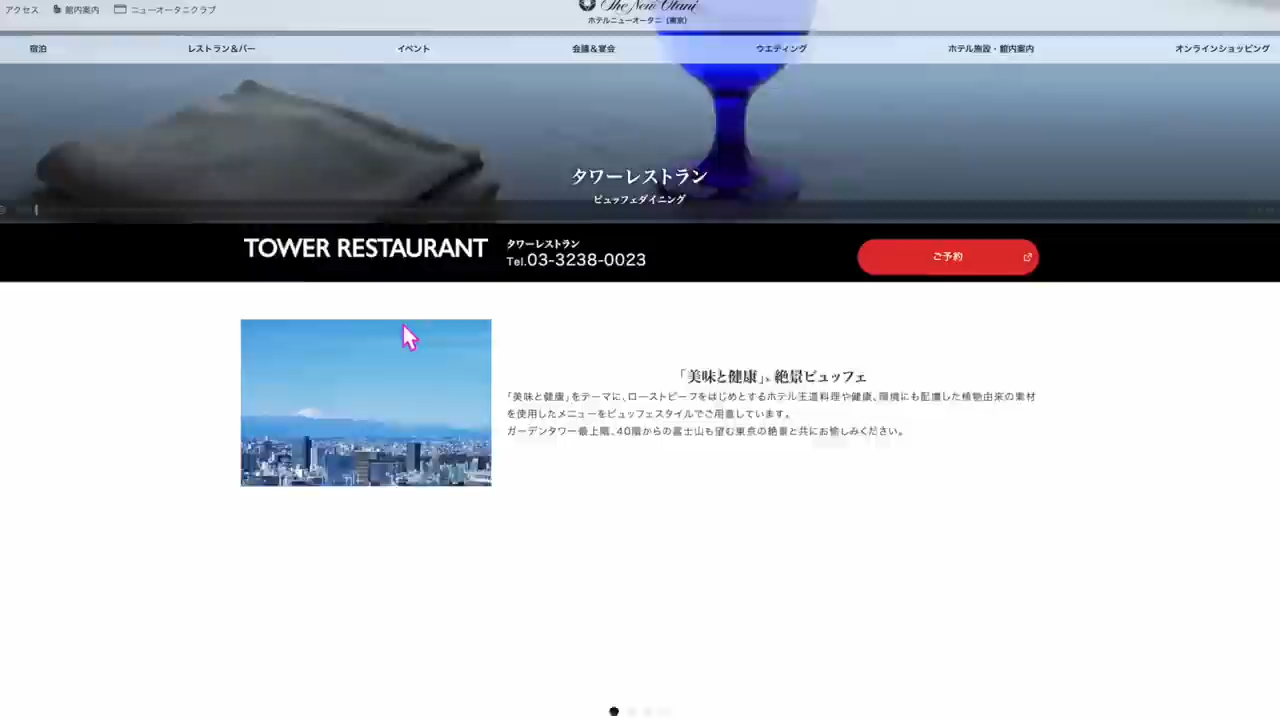 アクセス
館内案内
ニューオータニクラブ
The New Otani
ホテルニューオータニ（東京）
宿泊
レストラン＆バー
イベント
会議＆宴会
ウエディング
ホテル施設・館内案内
オンラインショッピング
タワーレストラン
ビュッフェダイニング
TOWER RESTAURANT
タワーレストラン
Tel.03-3238-0023
ご予約
「美味と健康」、絶景ビュッフェ
「美味と健康」をテーマに、ローストビーフをはじめとするホテル王道料理や健康、環境にも配慮した植物由来の素材
を使用したメニューをビュッフェスタイルでご用意しています。
ガーデンタワー最上階、40階からの富士山も望む東京の絶景と共にお愉しみください。